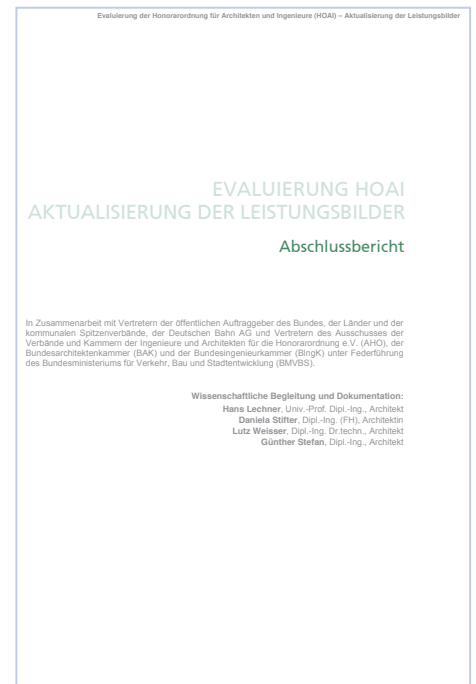 Evaluierung der Honorarordnung für Architekten und Ingenieure (HOAI) – Aktualisierung der Leistungsbilder
EVALUIERUNG HOAI
AKTUALISIERUNG DER LEISTUNGSBILDER
Abschlussbericht
In Zusammenarbeit mit Vertretern der öffentlichen Auftraggeber des Bundes, der Länder und der
kommunalen Spitzenverbände, der Deutschen Bahn AG und Vertretern des Ausschusses der
Verbände und Kammern der Ingenieure und Architekten für die Honorarordnung e.V. (AHO), der
Bundesarchitektenkammer (BAK) und der Bundesingenieurkammer (BIngK) unter Federführung
des Bundesministeriums für Verkehr, Bau und Stadtentwicklung (BMVBS).
Wissenschaftliche Begleitung und Dokumentation:
Hans Lechner, Univ.-Prof. Dipl.-Ing., Architekt
Daniela Stifter, Dipl.-Ing. (FH), Architektin
Lutz Weisser, Dipl.-Ing. Dr.techn., Architekt
Günther Stefan, Dipl.-Ing., Architekt